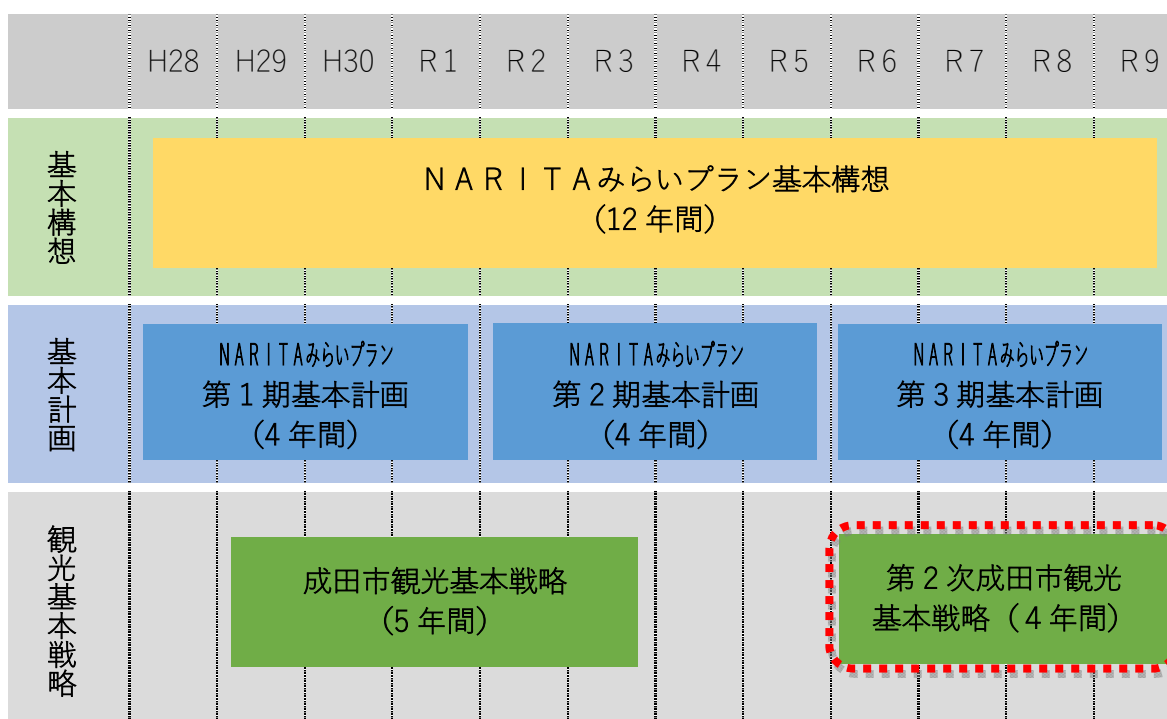 H28 H29 H30 R1 R2 R3 R4 R5 R6 R7 R8 R9
基本構想
NARITAみらいプラン基本構想
(12年間)
基本計画
NARITAみらいプラン
第1期基本計画
(4年間)
NARITAみらいプラン
第2期基本計画
(4年間)
NARITAみらいプラン
第3期基本計画
(4年間)
観光基本戦略
成田市観光基本戦略
(5年間)
第2次成田市観光
基本戦略(4年間)